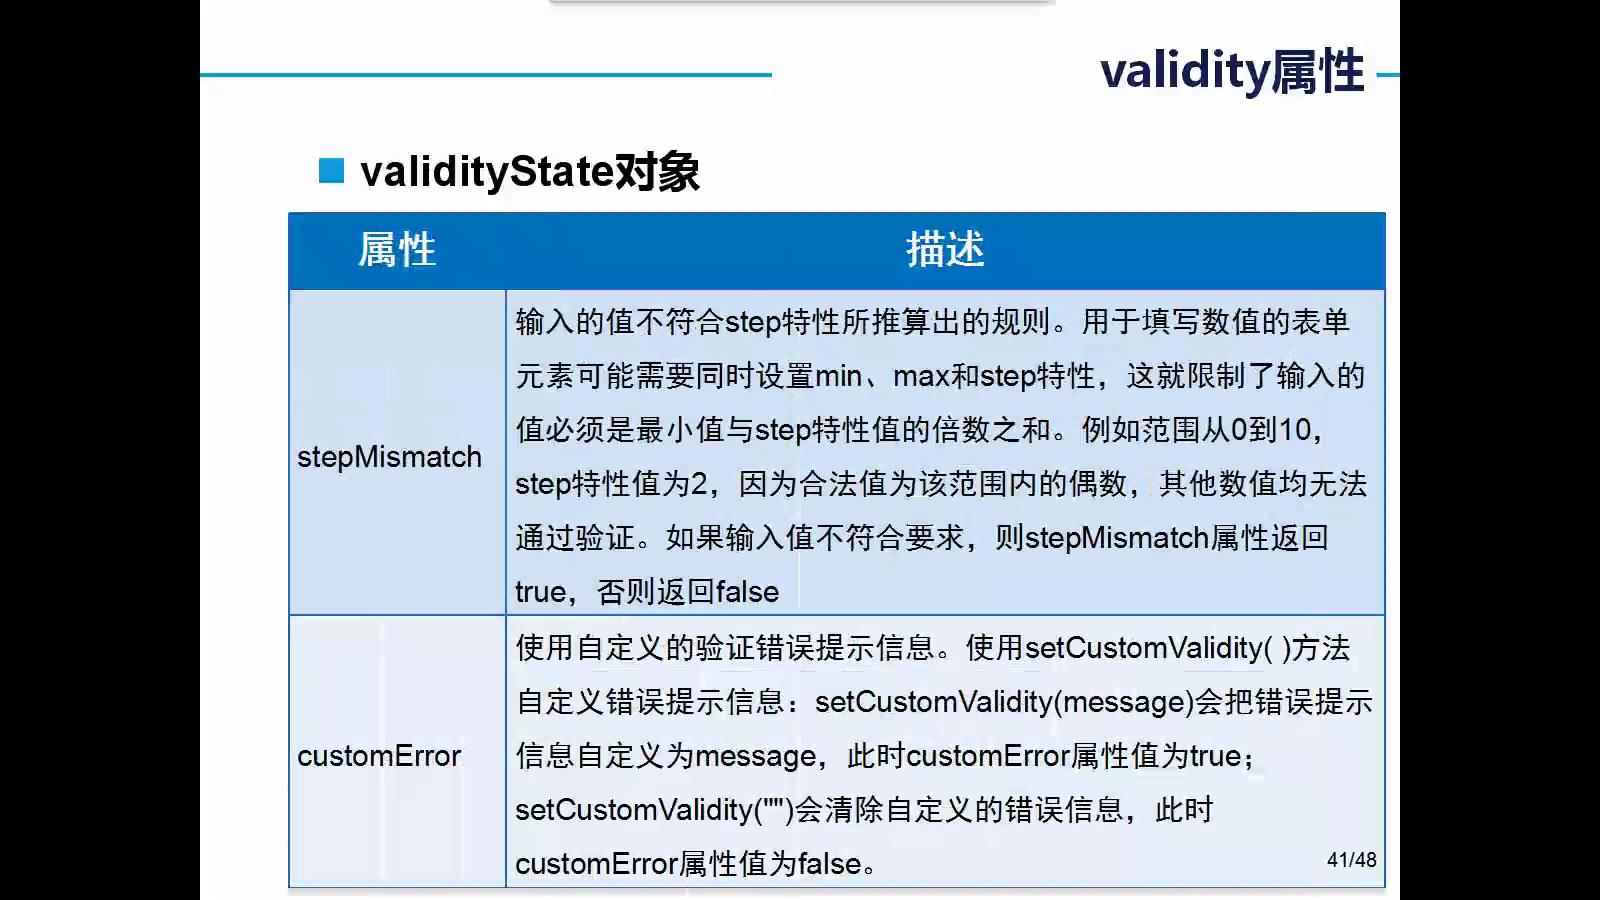 validity属性
validityState对象
属性
描述
stepMismatch
输入的值不符合step特性所推算出的规则。用于填写数值的表单
元素可能需要同时设置min、max和step特性，这就限制了输入的
值必须是最小值与step特性值的倍数之和。例如范围从0到10，
step特性值为2，因为合法值为该范围内的偶数，其他数值均无法
通过验证。如果输入值不符合要求，则stepMismatch属性返回
true，否则返回false
customError
使用自定义的验证错误提示信息。使用setCustomValidity( )方法
自定义错误提示信息：setCustomValidity(message)会把错误提示
信息自定义为message，此时customError属性值为true；
setCustomValidity("")会清除自定义的错误信息，此时
customError属性值为false。
41/48